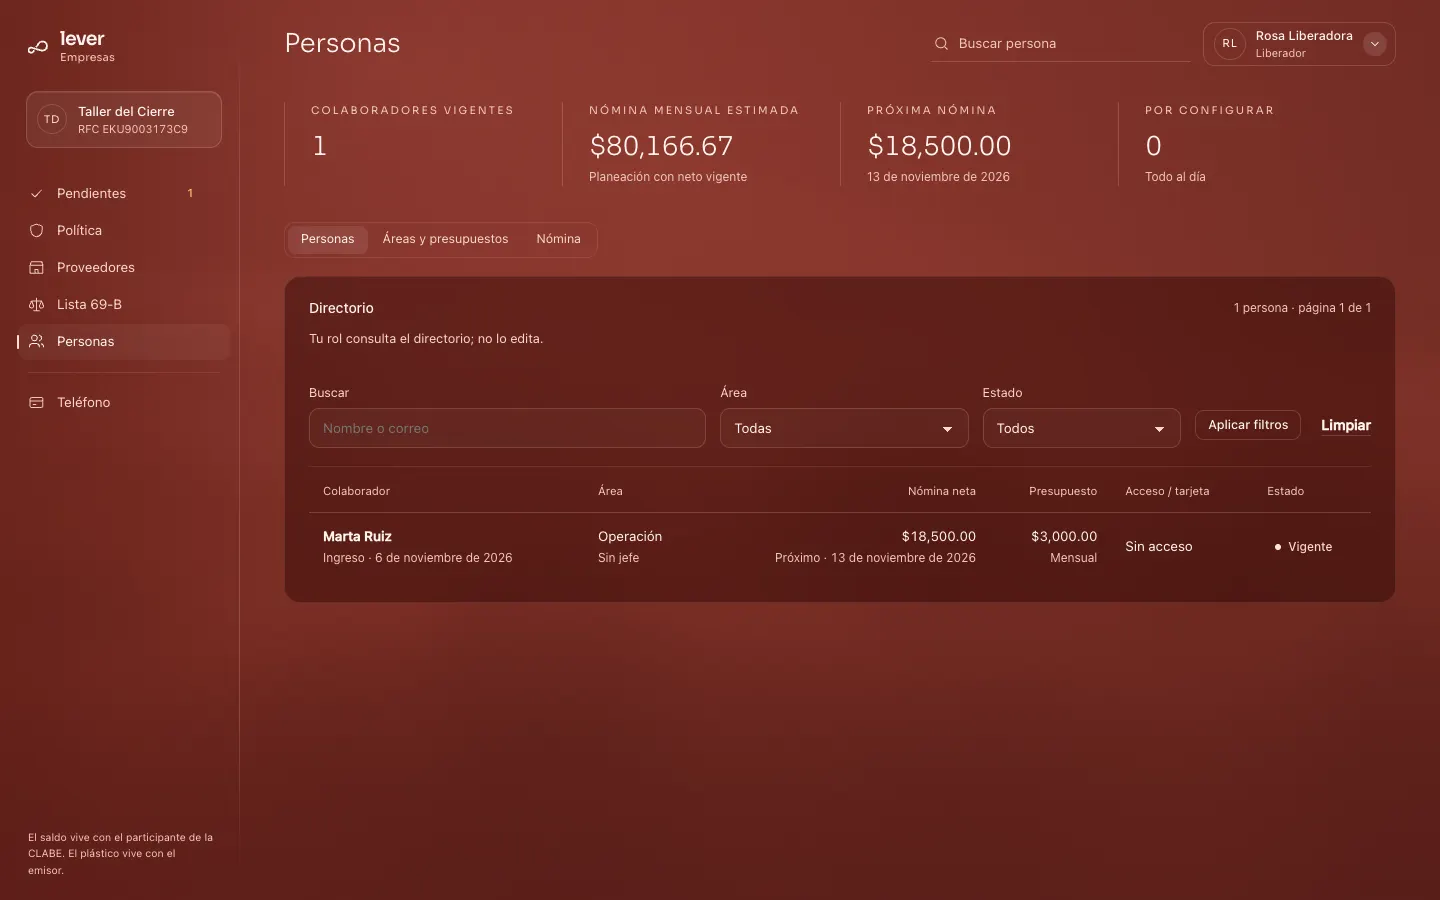 lever
Empresas
TD
Taller del Cierre
RFC EKU9003173C9
Pendientes 1
Política
Proveedores
Lista 69-B
Personas
Teléfono
El saldo vive con el participante de la
CLABE. El plástico vive con el
emisor.
Personas
Buscar persona
RL
Rosa Liberadora
Liberador
COLABORADORES VIGENTES
1
NÓMINA MENSUAL ESTIMADA
$80,166.67
Planeación con neto vigente
PRÓXIMA NÓMINA
$18,500.00
13 de noviembre de 2026
POR CONFIGURAR
0
Todo al día
Personas Áreas y presupuestos Nómina
Directorio 1 persona · página 1 de 1
Tu rol consulta el directorio; no lo edita.
Buscar Área Estado
Nombre o correo Todas Todos Aplicar filtros Limpiar
Colaborador Área Nómina neta Presupuesto Acceso / tarjeta Estado
Marta Ruiz Operación $18,500.00 $3,000.00 Sin acceso Vigente
Ingreso · 6 de noviembre de 2026 Sin jefe Próximo · 13 de noviembre de 2026 Mensual